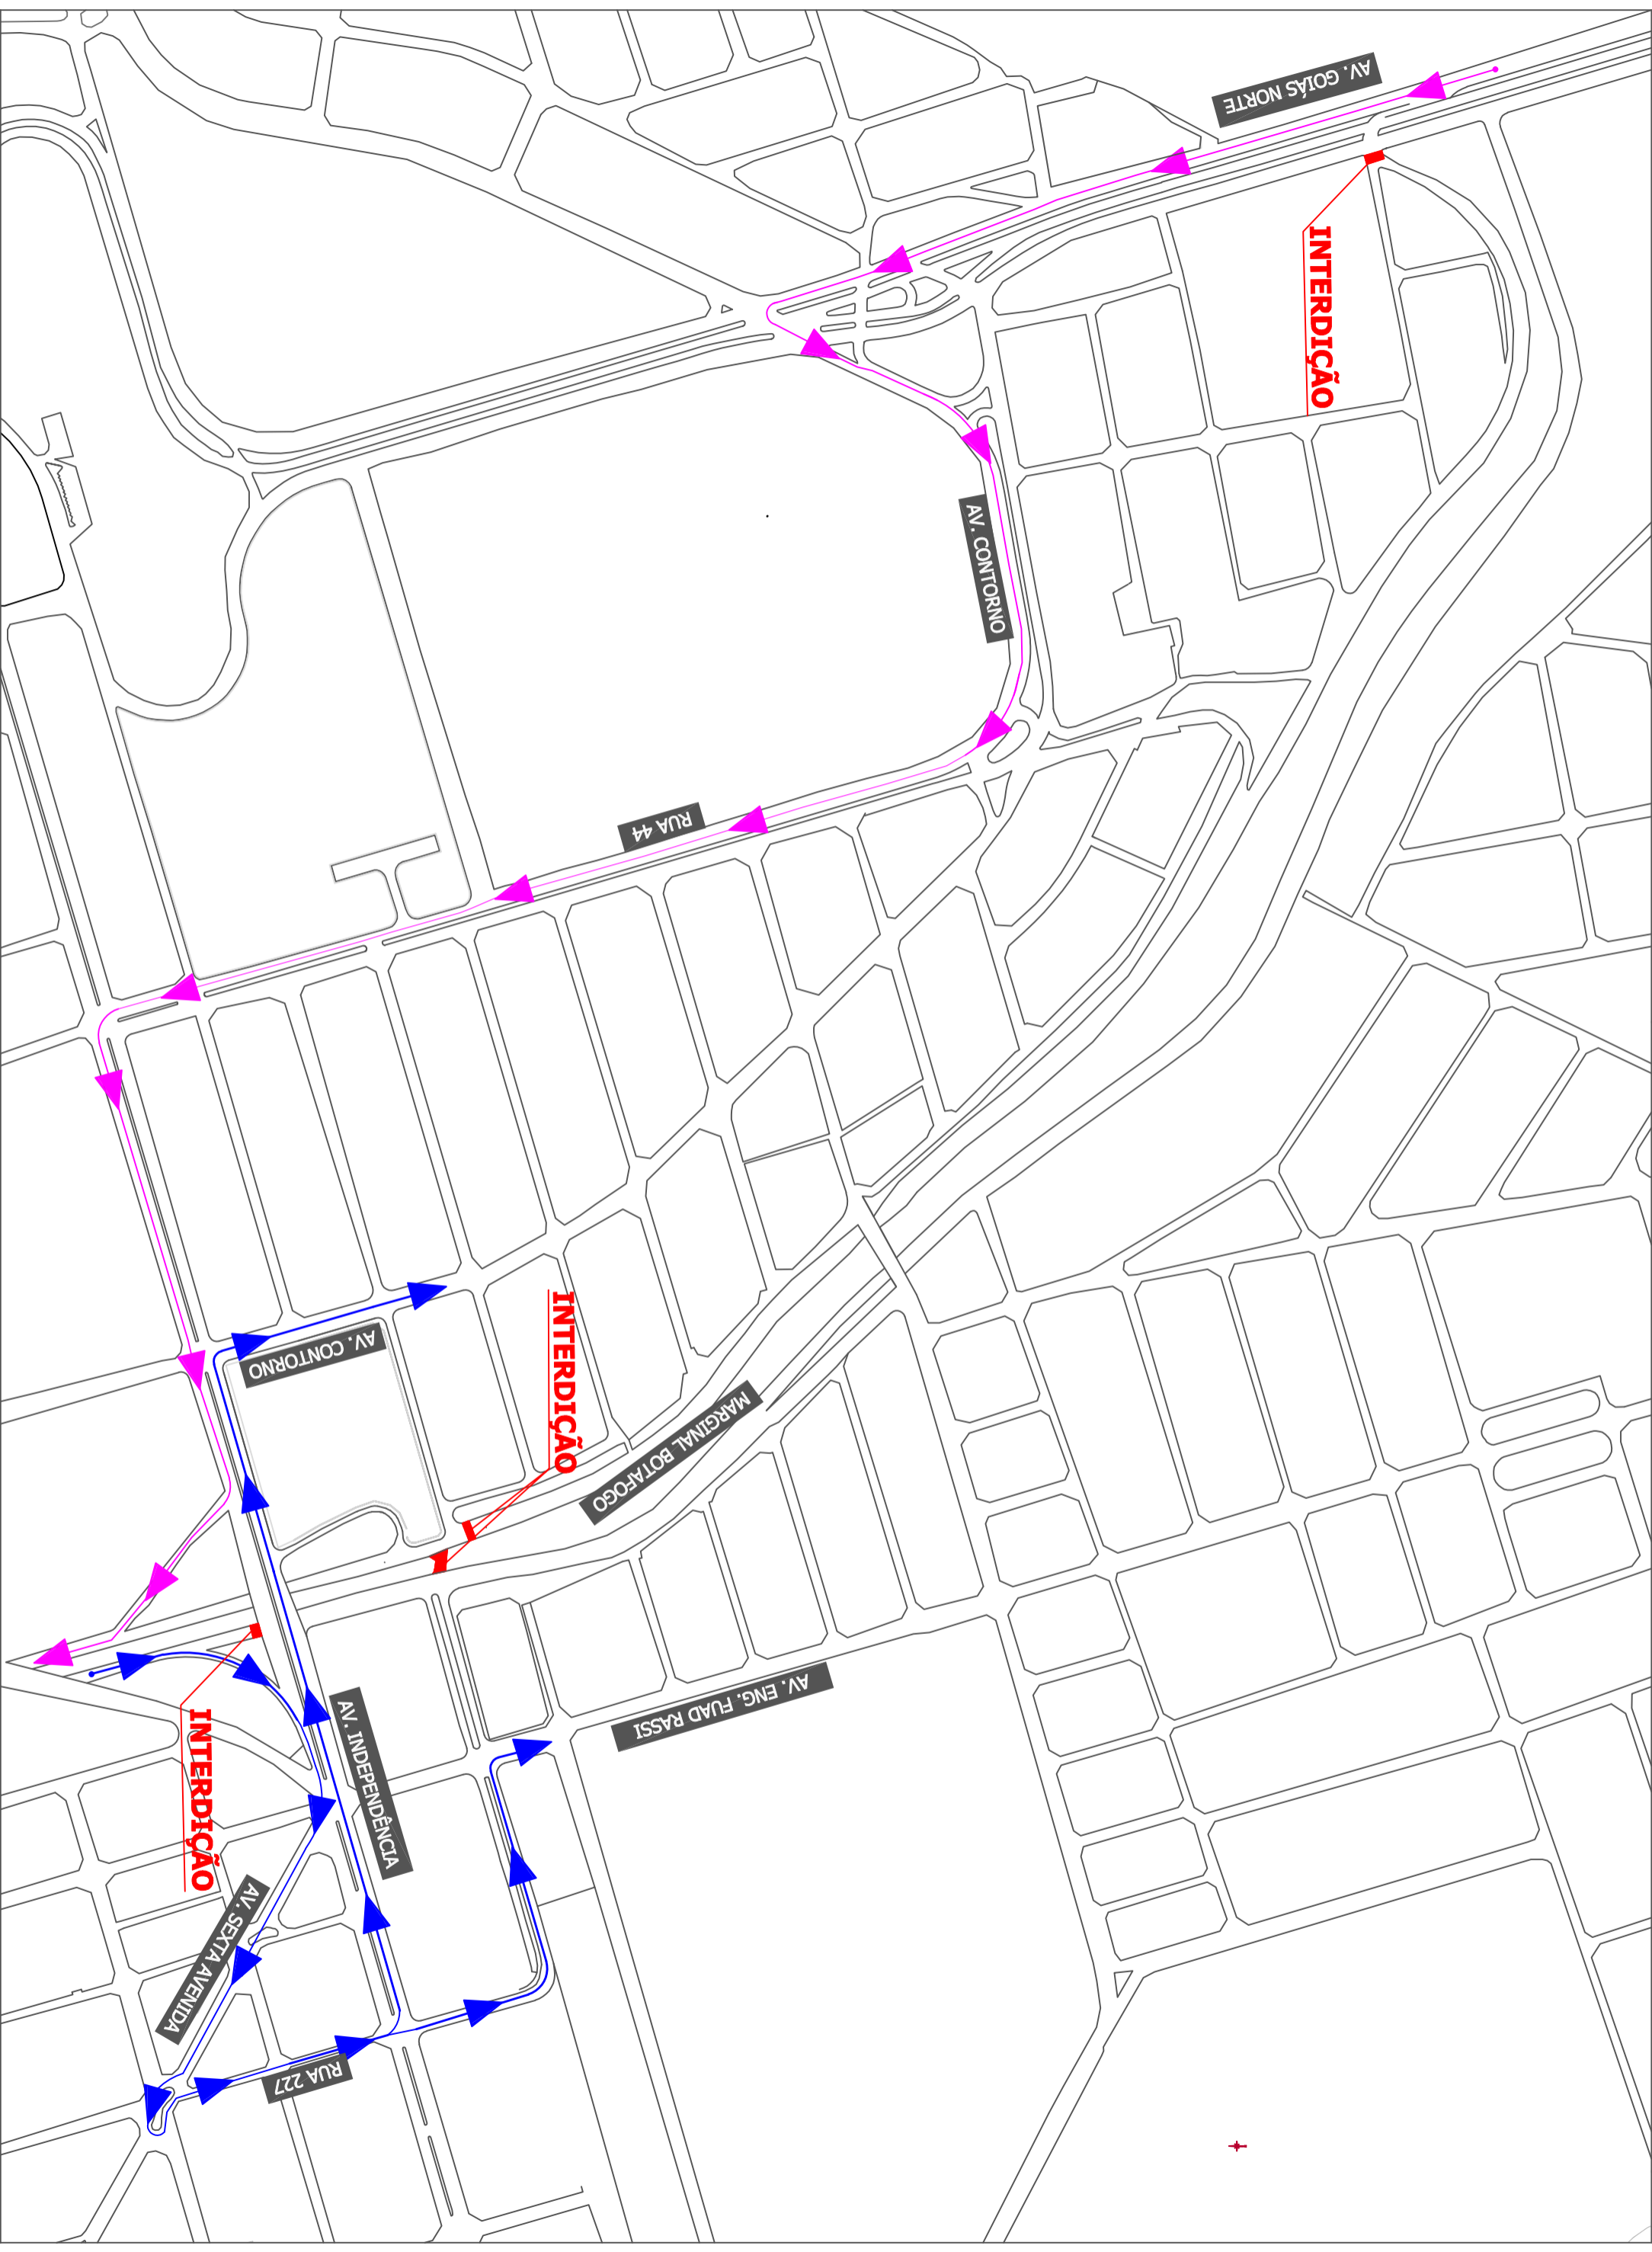 AV. GOIÁS NORTE
INTERDIÇÃO
AV. CONTORNO
RUA 44
INTERDIÇÃO
AV. CONTORNO
MARGINAL BOTAFOGO
AV. ENG. FUAD RASSI
AV. INDEPENDÊNCIA
INTERDIÇÃO
AV. SEXTA AVENIDA
RUA 227